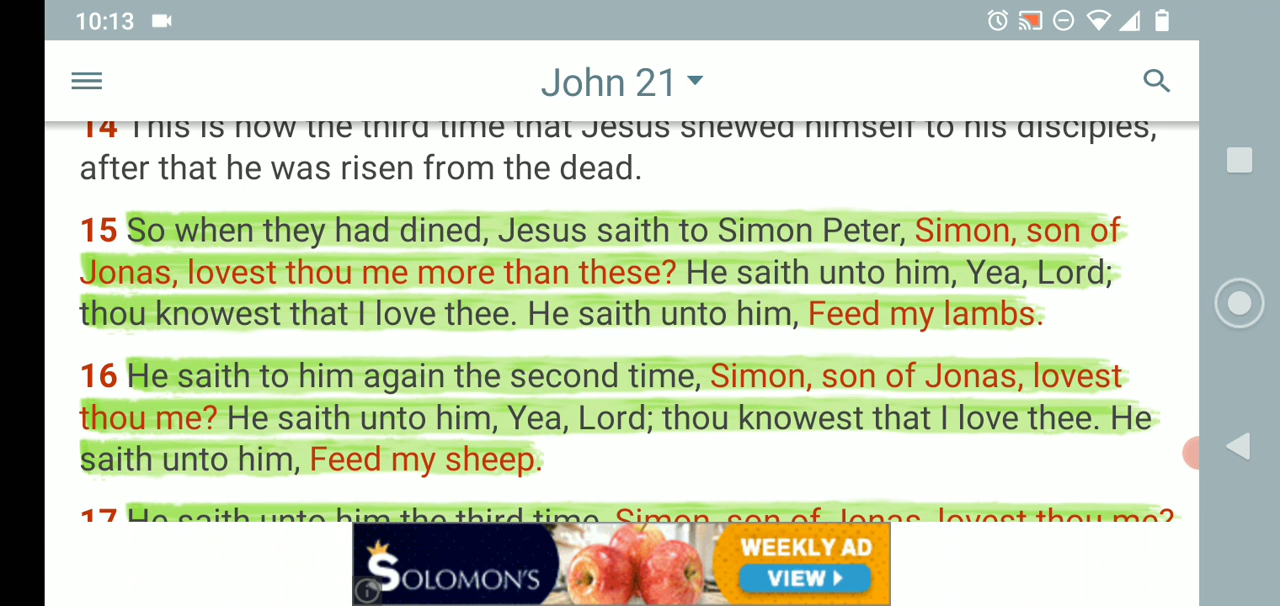 10:13
John 21
14 This is now the third time that Jesus shewed himself to his disciples,
after that he was risen from the dead.
15 So when they had dined, Jesus saith to Simon Peter, Simon, son of
Jonas, lovest thou me more than these? He saith unto him, Yea, Lord;
thou knowest that I love thee. He saith unto him, Feed my lambs.
16 He saith to him again the second time, Simon, son of Jonas, lovest
thou me? He saith unto him, Yea, Lord; thou knowest that I love thee. He
saith unto him, Feed my sheep.
17 He saith unto him the third time, Simon, son of Jonas, lovest thou me?
SOLOMON'S
WEEKLY AD
VIEW